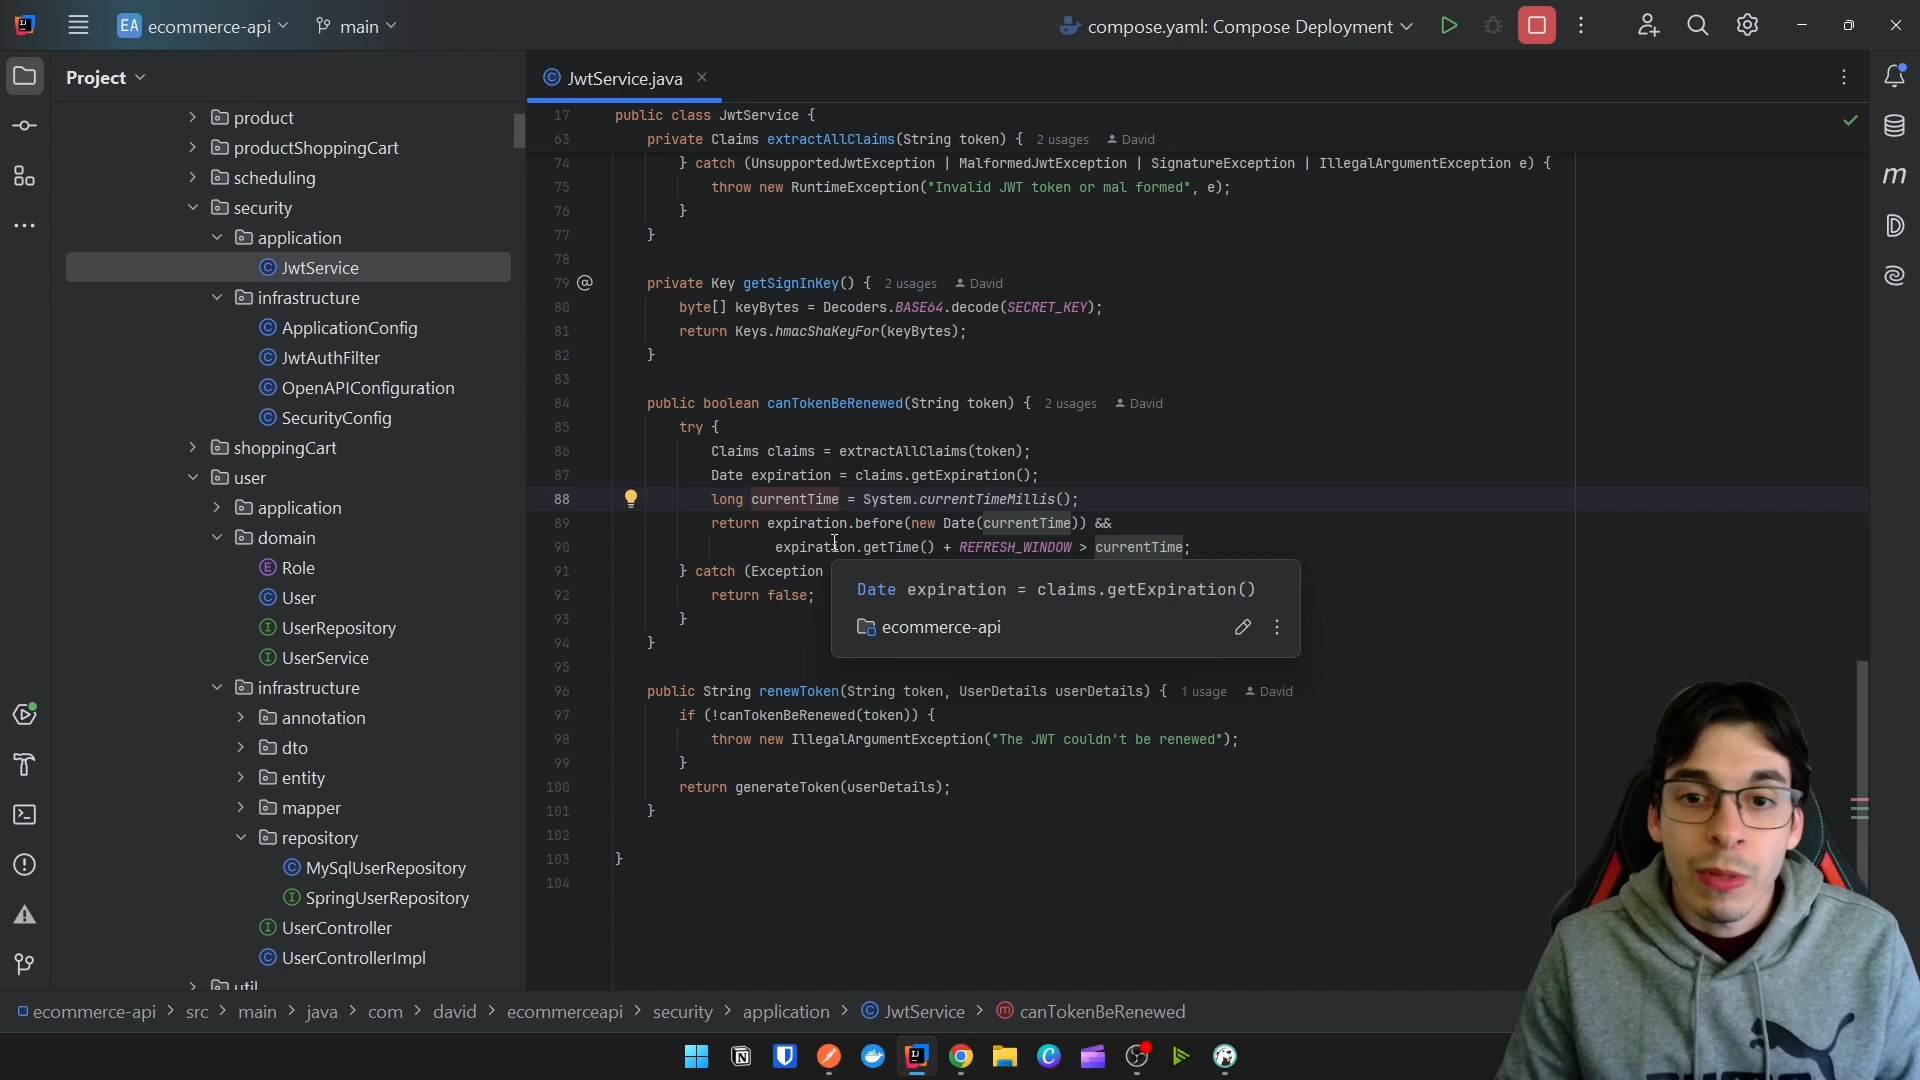 EA ecommerce-api main
compose.yaml: Compose Deployment
Project
product
productShoppingCart
scheduling
security
application
JwtService
infrastructure
ApplicationConfig
JwtAuthFilter
OpenAPIConfiguration
SecurityConfig
shoppingCart
user
application
domain
Role
User
UserRepository
UserService
infrastructure
annotation
dto
entity
mapper
repository
MySqlUserRepository
SpringUserRepository
UserController
UserControllerImpl
util
JwtService.java
17 public class JwtService {
63 private Claims extractAllClaims(String token) { 2 usages David
74 } catch (UnsupportedJwtException | MalformedJwtException | SignatureException | IllegalArgumentException e) {
75 throw new RuntimeException("Invalid JWT token or mal formed", e);
76 }
77 }
78
79 private Key getSignInKey() { 2 usages David
80 byte[] keyBytes = Decoders.BASE64.decode(SECRET_KEY);
81 return Keys.hmacShaKeyFor(keyBytes);
82 }
83
84 public boolean canTokenBeRenewed(String token) { 2 usages David
85 try {
86 Claims claims = extractAllClaims(token);
87 Date expiration = claims.getExpiration();
88 long currentTime = System.currentTimeMillis();
89 return expiration.before(new Date(currentTime)) &&
90 expiration.getTime() + REFRESH_WINDOW > currentTime;
91 } catch (Exception
92 return false;
93 }
94 }
95
96 public String renewToken(String token, UserDetails userDetails) { 1 usage David
97 if (!canTokenBeRenewed(token)) {
98 throw new IllegalArgumentException("The JWT couldn't be renewed");
99 }
100 return generateToken(userDetails);
101 }
102
103 }
104
Date expiration = claims.getExpiration()
ecommerce-api
ecommerce-api > src > main > java > com > david > ecommerceapi > security > application > JwtService > canTokenBeRenewed